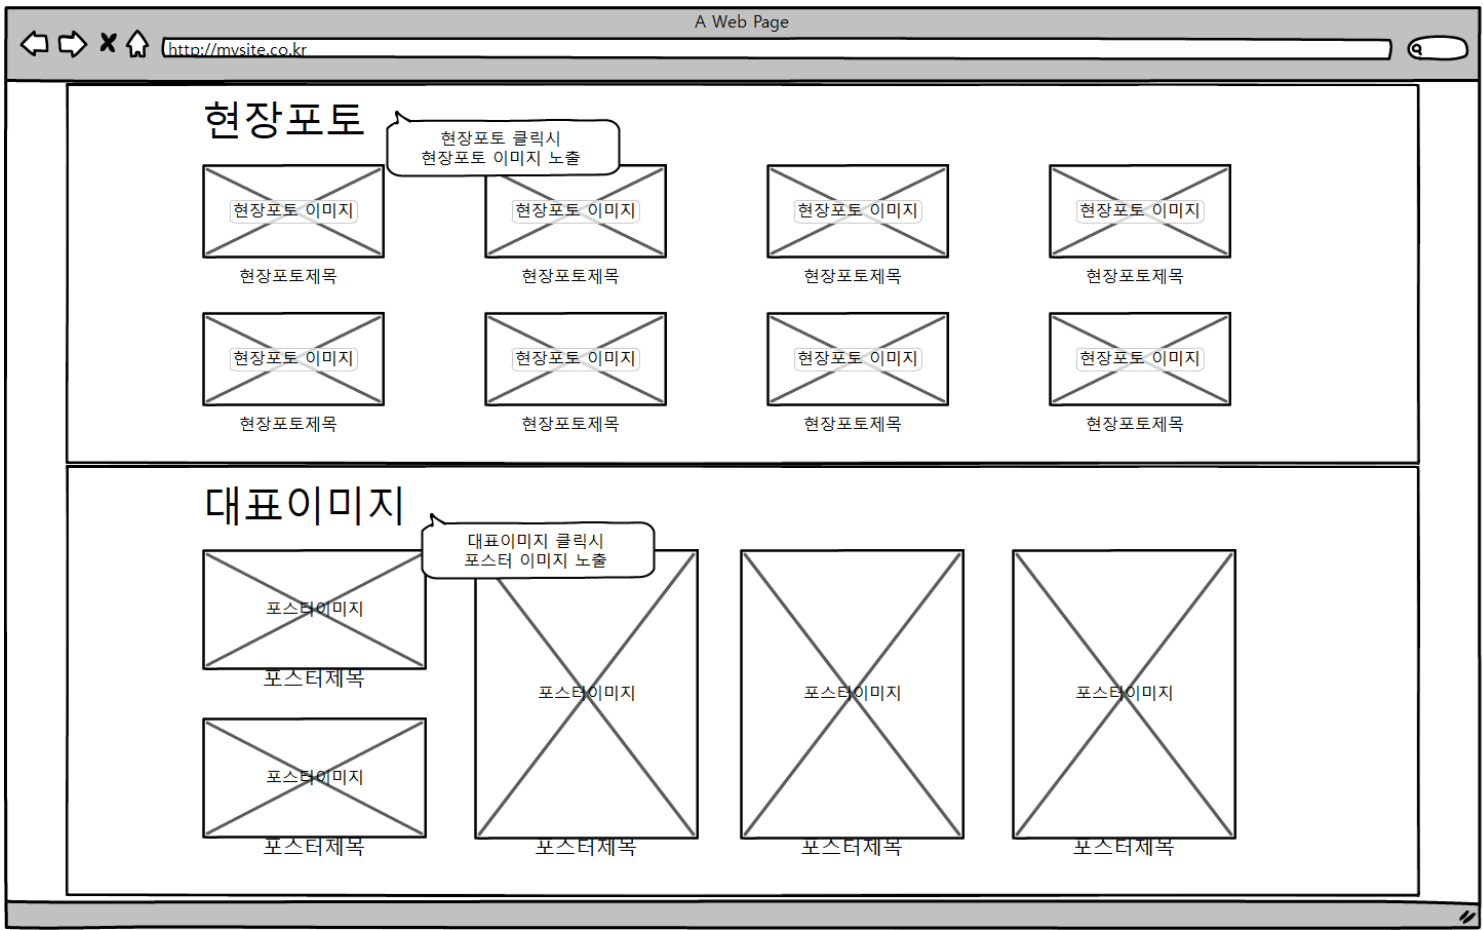 A Web Page
http://mysite.co.kr
현장포토
현장포토 클릭시
현장포토 이미지 노출
현장포토 이미지
현장포토 이미지
현장포토 이미지
현장포토 이미지
현장포토제목
현장포토제목
현장포토제목
현장포토제목
현장포토 이미지
현장포토 이미지
현장포토 이미지
현장포토 이미지
현장포토제목
현장포토제목
현장포토제목
현장포토제목
대표이미지
대표이미지 클릭시
포스터 이미지 노출
포스터이미지
포스터제목
포스터이미지
포스터이미지
포스터이미지
포스터이미지
포스터제목
포스터제목
포스터제목
포스터제목